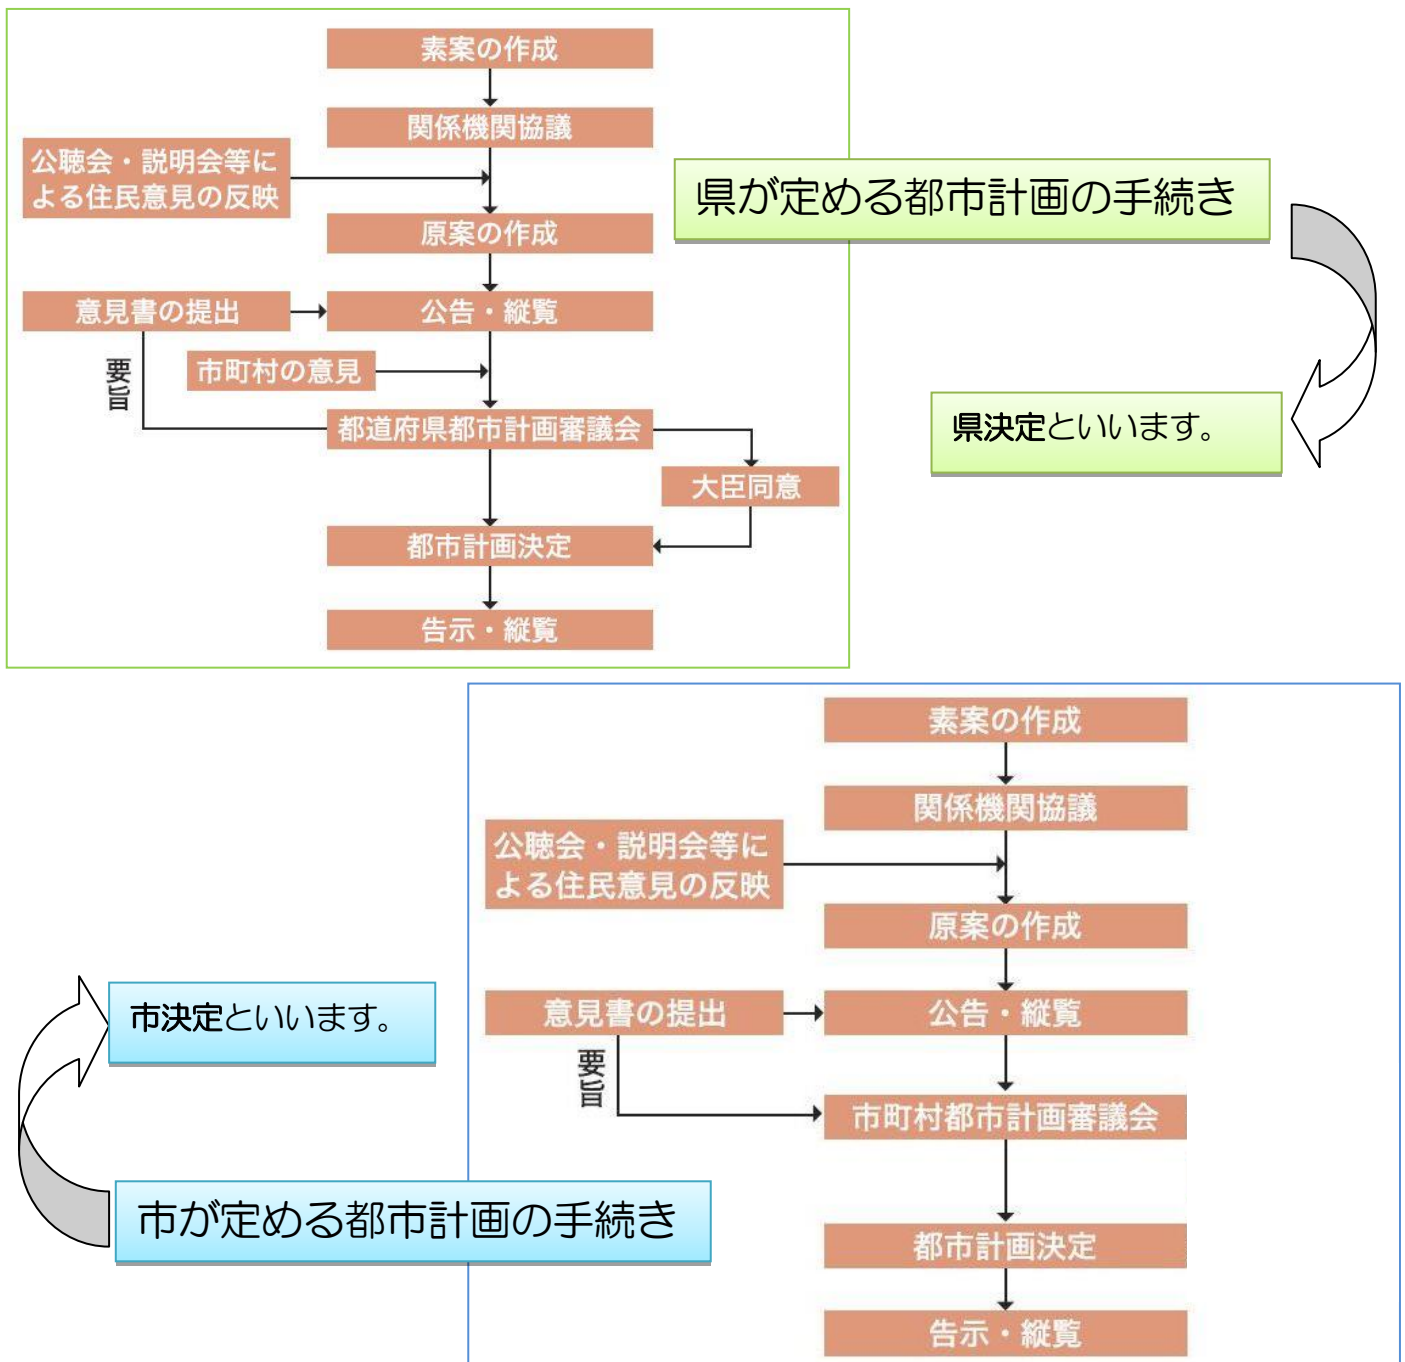 素案の作成
関係機関協議
公聴会・説明会等に
よる住民意見の反映
原案の作成
意見書の提出
公告・縦覧
要旨
市町村の意見
都道府県都市計画審議会
大臣同意
都市計画決定
告示・縦覧
県が定める都市計画の手続き
県決定といいます。
素案の作成
関係機関協議
公聴会・説明会等に
よる住民意見の反映
原案の作成
意見書の提出
公告・縦覧
要旨
市町村都市計画審議会
都市計画決定
告示・縦覧
市決定といいます。
市が定める都市計画の手続き